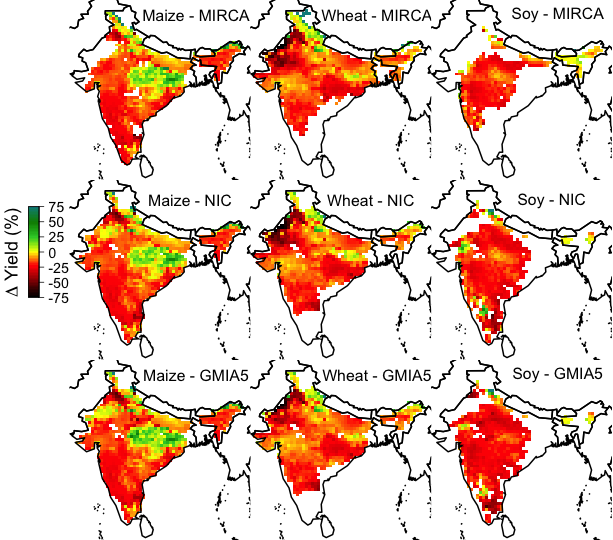 Maize - MIRCA
Wheat - MIRCA
Soy - MIRCA
Maize - NIC
Wheat - NIC
Soy - NIC
Δ Yield (%)
75
50
25
0
-25
-50
-75
Maize - GMIA5
Wheat - GMIA5
Soy - GMIA5